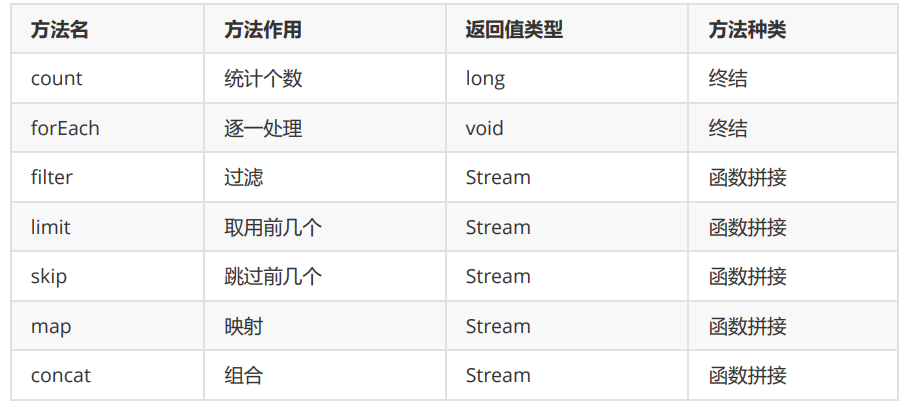 方法名 方法作用 返回值类型 方法种类
count 统计个数 long 终结
forEach 逐一处理 void 终结
filter 过滤 Stream 函数拼接
limit 取用前几个 Stream 函数拼接
skip 跳过前几个 Stream 函数拼接
map 映射 Stream 函数拼接
concat 组合 Stream 函数拼接